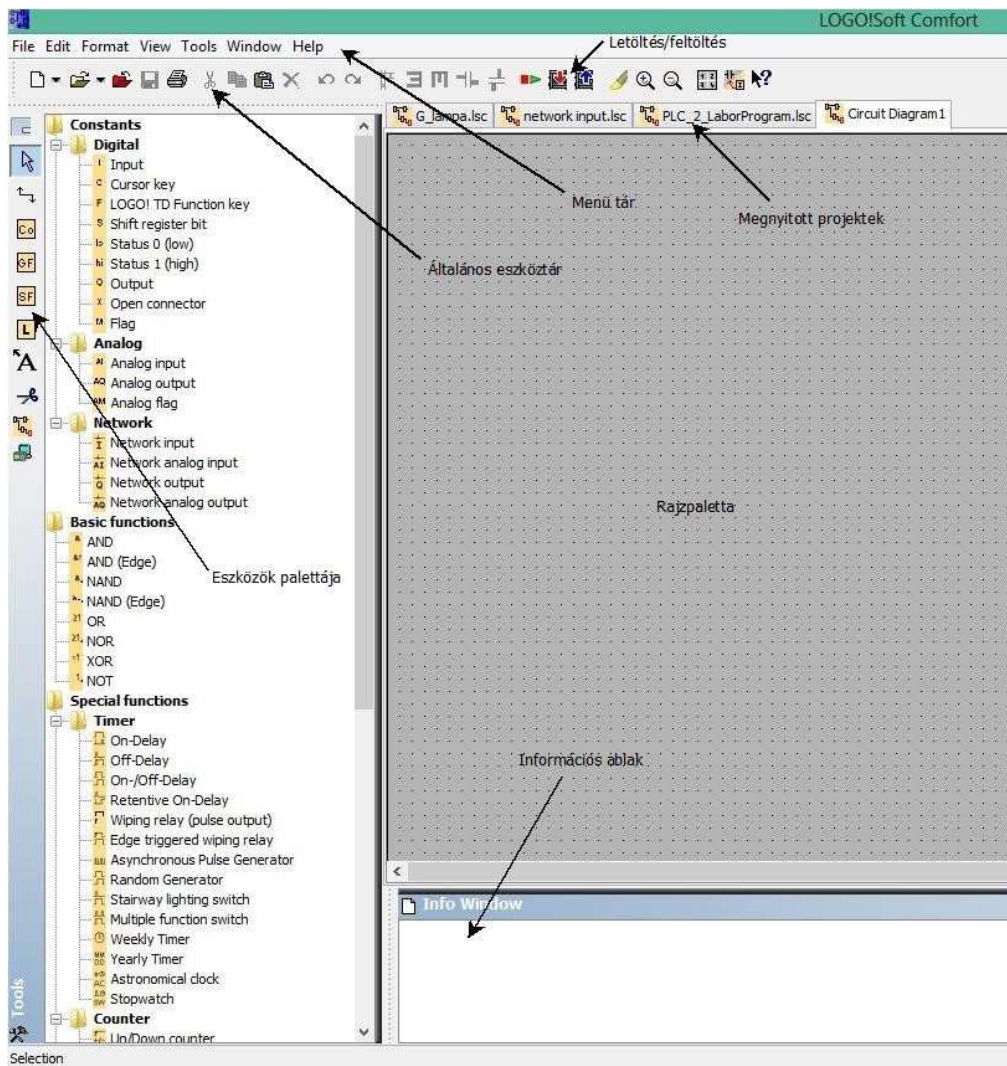 LOGO!Soft Comfort
File Edit Format View Tools Window Help
Letöltés/feltöltés
G_lampa.lsc network input.lsc PLC_2_LaborProgram.lsc Circuit Diagram1
Constants
Digital
Input
Cursor key
LOGO! TD Function key
Shift register bit
Status 0 (low)
Status 1 (high)
Output
Open connector
Flag
Analog
Analog input
Analog output
Analog flag
Network
Network input
Network analog input
Network output
Network analog output
Basic functions
AND
AND (Edge)
NAND
NAND (Edge)
OR
NOR
XOR
NOT
Special functions
Timer
On-Delay
Off-Delay
On-/Off-Delay
Retentive On-Delay
Wiping relay (pulse output)
Edge triggered wiping relay
Asynchronous Pulse Generator
Random Generator
Stairway lighting switch
Multiple function switch
Weekly Timer
Yearly Timer
Astronomical clock
Stopwatch
Counter
Up/Down counter
Co
GF
SF
L
A
Tools
Menü tár
Megnyitott projektek
Általános eszköztár
Rajzpaletta
Eszközök palettája
Információs ablak
Info Window
Selection